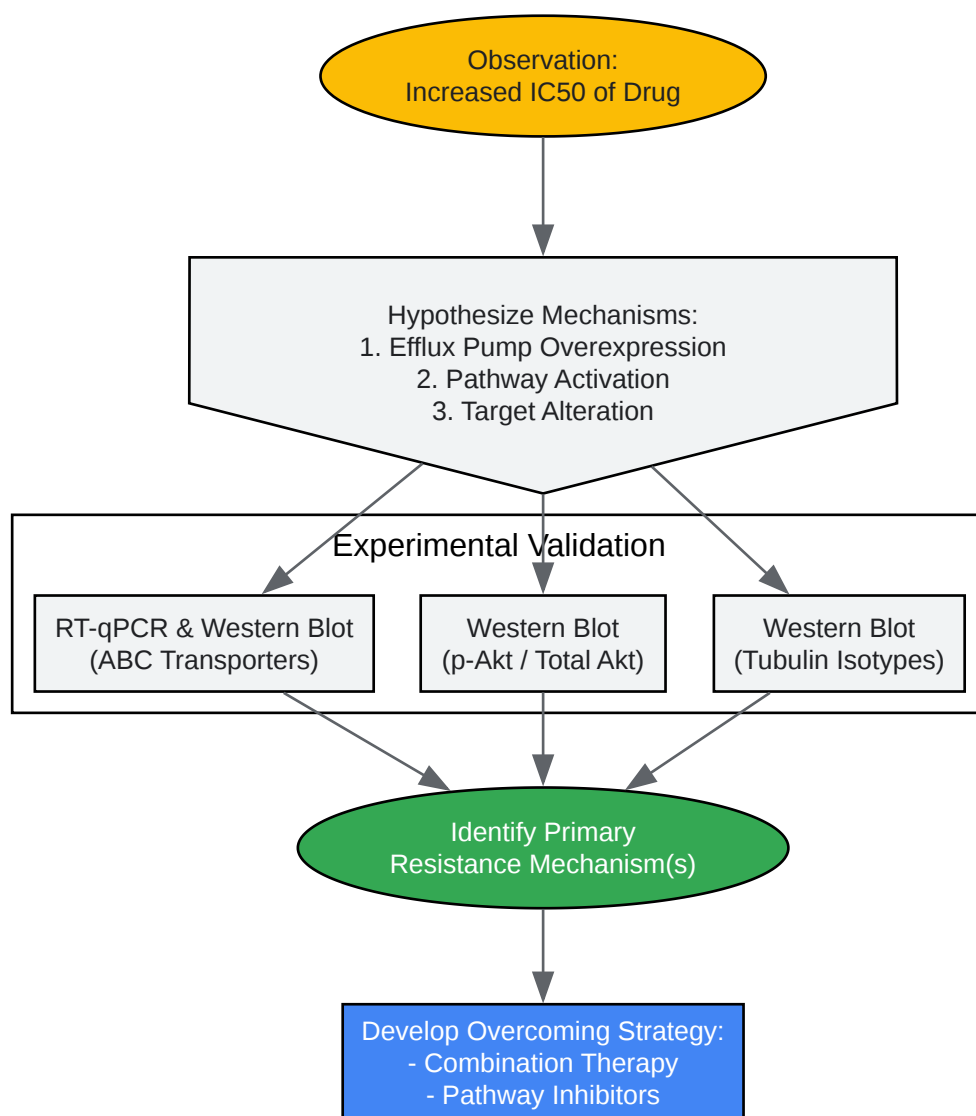 Observation:
Increased IC50 of Drug
Hypothesize Mechanisms:
1. Efflux Pump Overexpression
2. Pathway Activation
3. Target Alteration
Experimental Validation
RT-qPCR & Western Blot
(ABC Transporters)
Western Blot
(p-Akt / Total Akt)
Western Blot
(Tubulin Isotypes)
Identify Primary
Resistance Mechanism(s)
Develop Overcoming Strategy:
- Combination Therapy
- Pathway Inhibitors